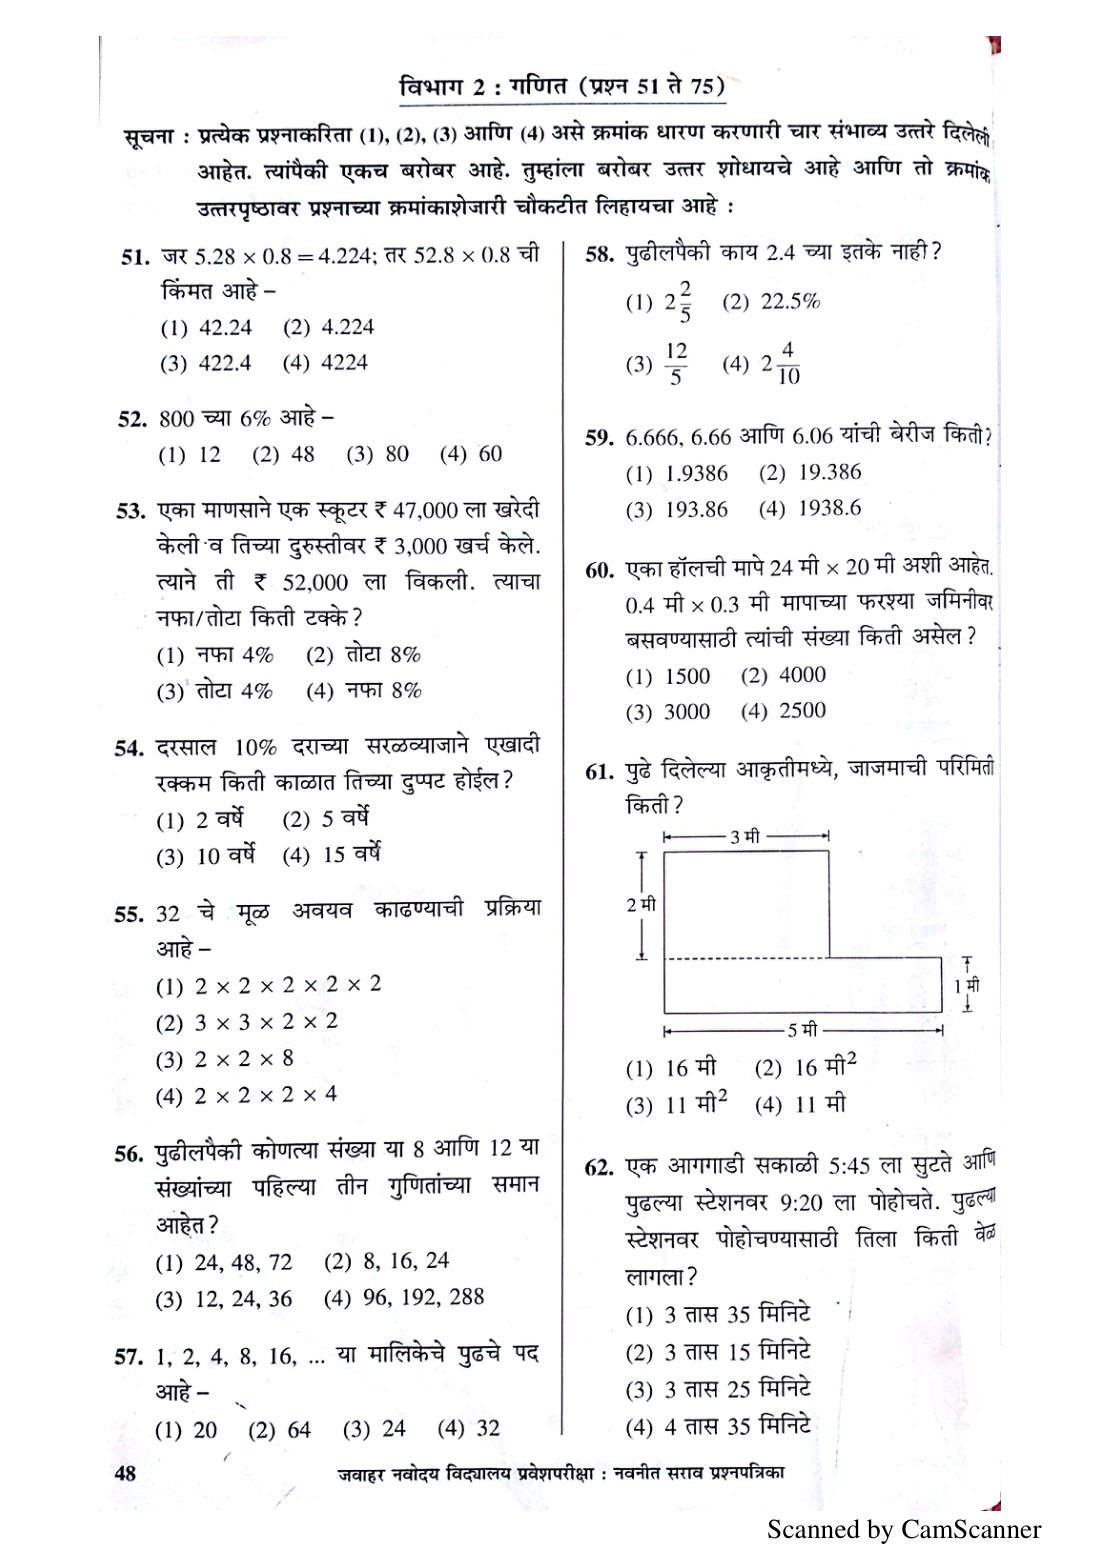 विभाग 2 : गणित (प्रश्न 51 ते 75)
सूचना : प्रत्येक प्रश्नाकरिता (1), (2), (3) आणि (4) असे क्रमांक धारण करणारी चार संभाव्य उत्तरे दिलेली
आहेत. त्यांपैकी एकच बरोबर आहे. तुम्हांला बरोबर उत्तर शोधायचे आहे आणि तो क्रमांक
उत्तरपृष्ठावर प्रश्नाच्या क्रमांकाशेजारी चौकटीत लिहायचा आहे :
51. जर 5.28 × 0.8 = 4.224; तर 52.8 × 0.8 ची
किंमत आहे –
(1) 42.24 (2) 4.224
(3) 422.4 (4) 4224
52. 800 च्या 6% आहे –
(1) 12 (2) 48 (3) 80 (4) 60
53. एका माणसाने एक स्कूटर ₹ 47,000 ला खरेदी
केली व तिच्या दुरुस्तीवर ₹ 3,000 खर्च केले.
त्याने ती ₹ 52,000 ला विकली. त्याचा
नफा/तोटा किती टक्के?
(1) नफा 4% (2) तोटा 8%
(3) तोटा 4% (4) नफा 8%
54. दरसाल 10% दराच्या सरळव्याजाने एखादी
रक्कम किती काळात तिच्या दुप्पट होईल?
(1) 2 वर्षे (2) 5 वर्षे
(3) 10 वर्षे (4) 15 वर्षे
55. 32 चे मूळ अवयव काढण्याची प्रक्रिया
आहे –
(1) 2 × 2 × 2 × 2 × 2
(2) 3 × 3 × 2 × 2
(3) 2 × 2 × 8
(4) 2 × 2 × 2 × 4
56. पुढीलपैकी कोणत्या संख्या या 8 आणि 12 या
संख्यांच्या पहिल्या तीन गुणितांच्या समान
आहेत?
(1) 24, 48, 72 (2) 8, 16, 24
(3) 12, 24, 36 (4) 96, 192, 288
57. 1, 2, 4, 8, 16, ... या मालिकेचे पुढचे पद
आहे –
(1) 20 (2) 64 (3) 24 (4) 32
58. पुढीलपैकी काय 2.4 च्या इतके नाही?
(1) 2 2/5 (2) 22.5%
(3) 12/5 (4) 2 4/10
59. 6.666, 6.66 आणि 6.06 यांची बेरीज किती?
(1) 1.9386 (2) 19.386
(3) 193.86 (4) 1938.6
60. एका हॉलची मापे 24 मी × 20 मी अशी आहेत.
0.4 मी × 0.3 मी मापाच्या फरश्या जमिनीवर
बसवण्यासाठी त्यांची संख्या किती असेल?
(1) 1500 (2) 4000
(3) 3000 (4) 2500
61. पुढे दिलेल्या आकृतीमध्ये, जाजमाची परिमिती
किती?
3 मी
2 मी
1 मी
5 मी
(1) 16 मी (2) 16 मी²
(3) 11 मी² (4) 11 मी
62. एक आगगाडी सकाळी 5:45 ला सुटते आणि
पुढल्या स्टेशनवर 9:20 ला पोहोचते. पुढल्या
स्टेशनवर पोहोचण्यासाठी तिला किती वेळ
लागला?
(1) 3 तास 35 मिनिटे
(2) 3 तास 15 मिनिटे
(3) 3 तास 25 मिनिटे
(4) 4 तास 35 मिनिटे
48 जवाहर नवोदय विद्यालय प्रवेशपरीक्षा : नवनीत सराव प्रश्नपत्रिका
Scanned by CamScanner